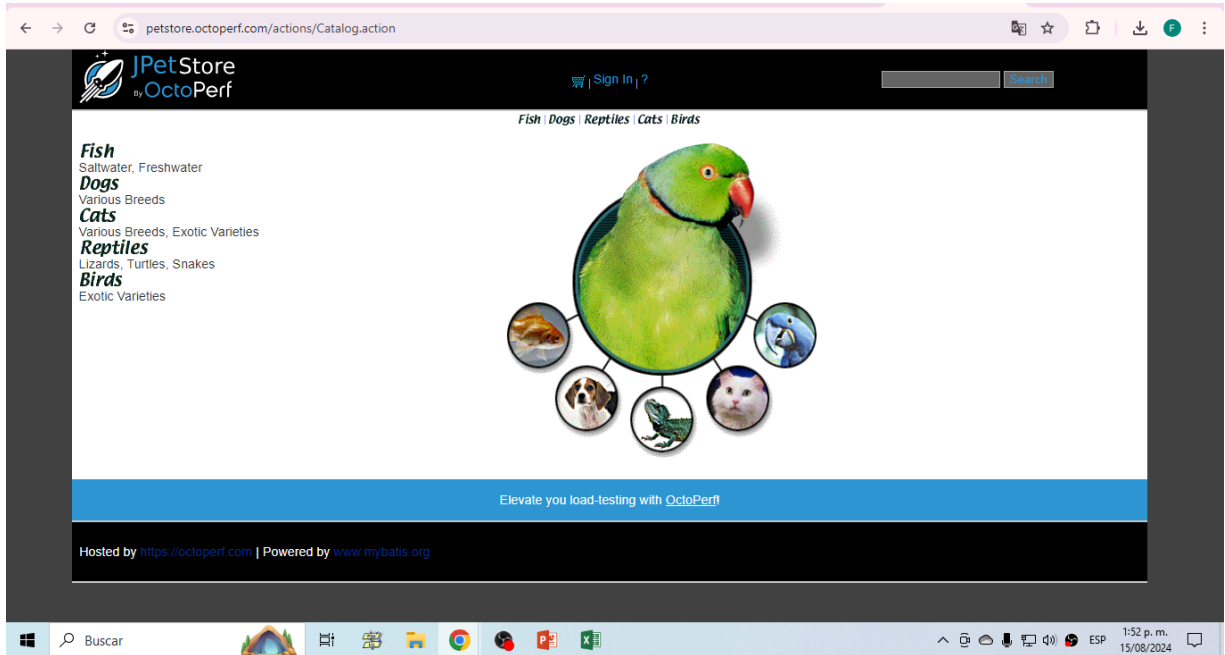 petstore.octoperf.com/actions/Catalog.action
F
JPetStore
By OctoPerf
| Sign In | ?
Search
Fish | Dogs | Reptiles | Cats | Birds
Fish
Saltwater, Freshwater
Dogs
Various Breeds
Cats
Various Breeds, Exotic Varieties
Reptiles
Lizards, Turtles, Snakes
Birds
Exotic Varieties
Elevate you load-testing with OctoPerf!
Hosted by https://octoperf.com | Powered by www.mybatis.org
Buscar
ESP
1:52 p. m.
15/08/2024